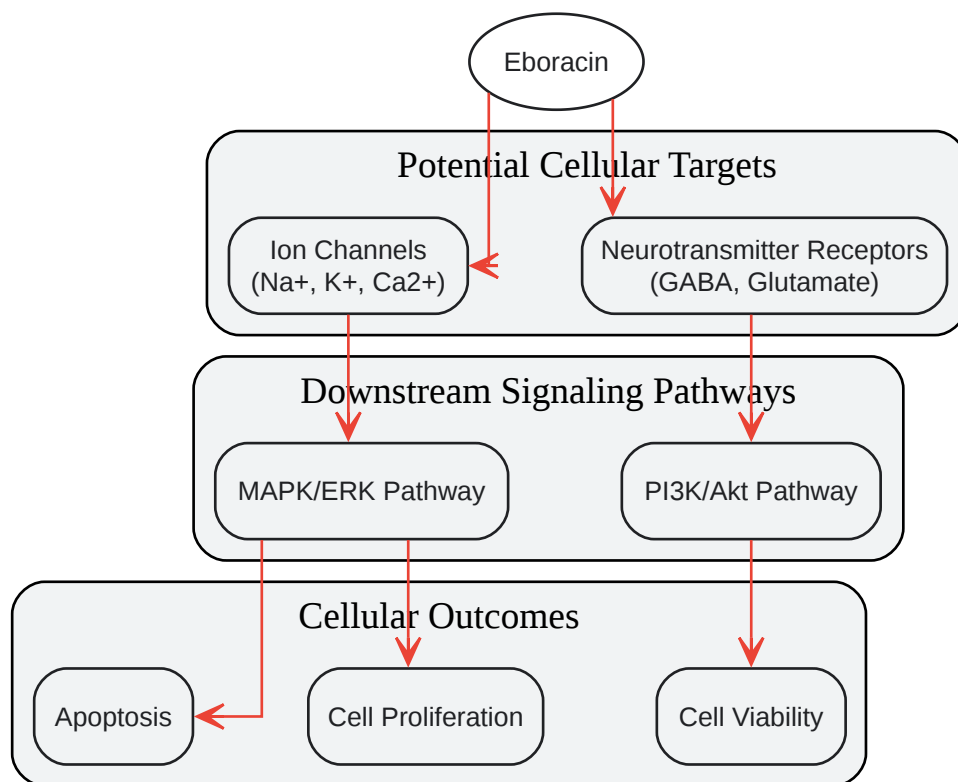 Eboracin
Potential Cellular Targets
Ion Channels
(Na+, K+, Ca2+)
Neurotransmitter Receptors
(GABA, Glutamate)
Downstream Signaling Pathways
MAPK/ERK Pathway
PI3K/Akt Pathway
Cellular Outcomes
Apoptosis
Cell Proliferation
Cell Viability